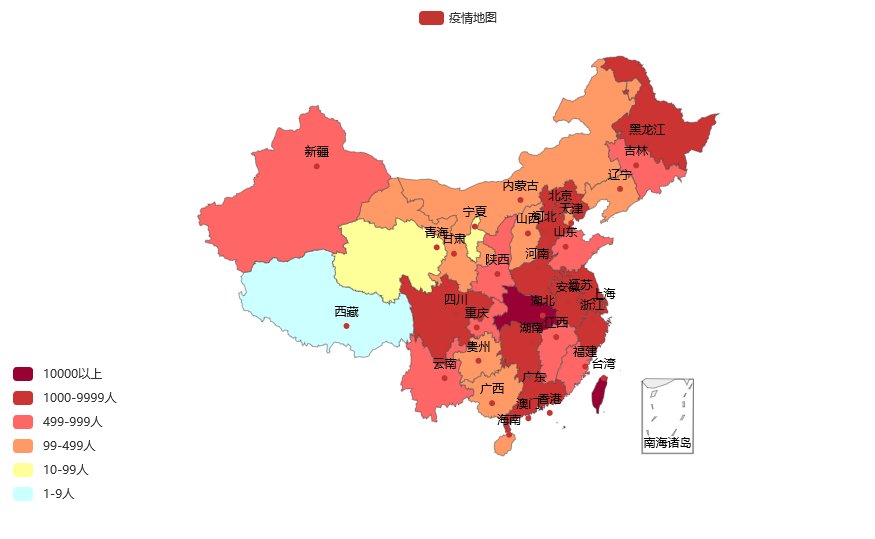 疫情地图
黑龙江
新疆
吉林
辽宁
内蒙古
北京
天津
宁夏
山西
河北
青海
甘肃
山东
陕西
河南
安徽
江苏
四川
湖北
上海
西藏
重庆
浙江
湖南
江西
贵州
福建
云南
台湾
广东
广西
澳门
香港
海南
南海诸岛
10000以上
1000-9999人
499-999人
99-499人
10-99人
1-9人